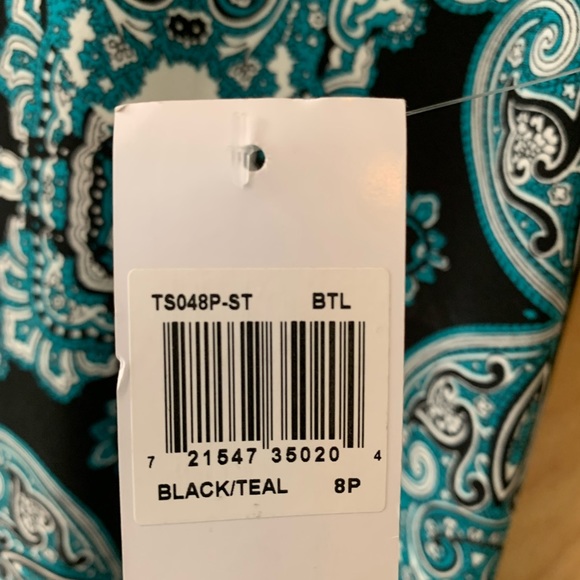 TS048P-ST BTL
7 21547 35020 4
BLACK/TEAL 8P